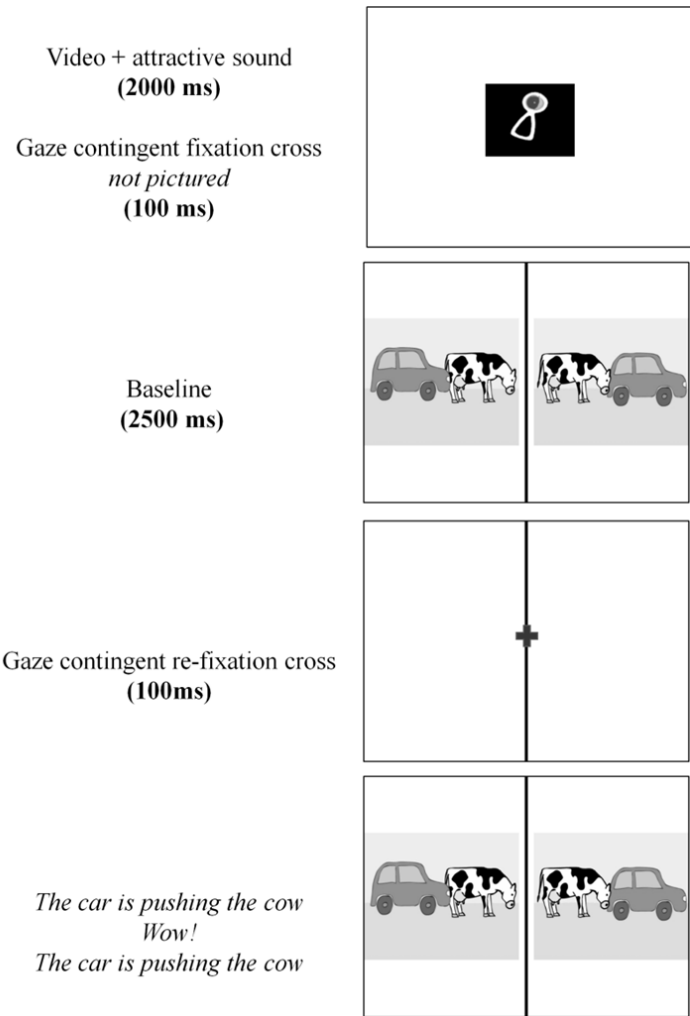 Video + attractive sound
(2000 ms)
Gaze contingent fixation cross
not pictured
(100 ms)
Baseline
(2500 ms)
Gaze contingent re-fixation cross
(100ms)
The car is pushing the cow
Wow!
The car is pushing the cow